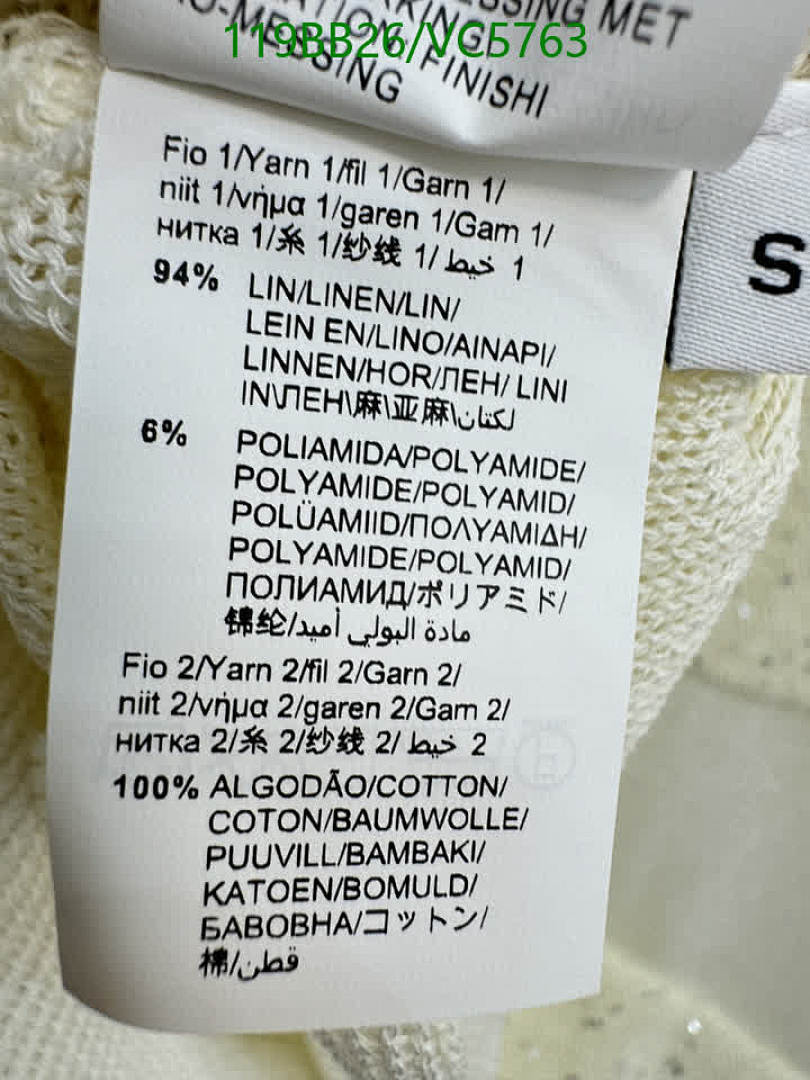 119BB26/VC5763
SSING MET
FINISHI
Fio 1/Yarn 1/fil 1/Garn 1/
niit 1/νήμα 1/garen 1/Gam 1/
нитка 1/糸 1/纱线 1/ خيط 1
94% LIN/LINEN/LIN/
LEIN EN/LINO/AINAPI/
LINNEN/HOR/ЛЕН/ LINI
IN\ЛЕН\麻\亚麻\لكتان
6% POLIAMIDA/POLYAMIDE/
POLYAMIDE/POLYAMID/
POLÜAMIID/ΠΟΛΥΑΜΙΔΗ/
POLYAMIDE/POLYAMID/
ПОЛИАМИД/ポリアミド/
锦纶/مادة البولي أميد
Fio 2/Yarn 2/fil 2/Garn 2/
niit 2/νήμα 2/garen 2/Gam 2/
нитка 2/糸 2/纱线 2/ خيط 2
100% ALGODÃO/COTTON/
COTON/BAUMWOLLE/
PUUVILL/BAMBAKI/
KATOEN/BOMULD/
БАВОВНА/コットン/
棉/قطن
S